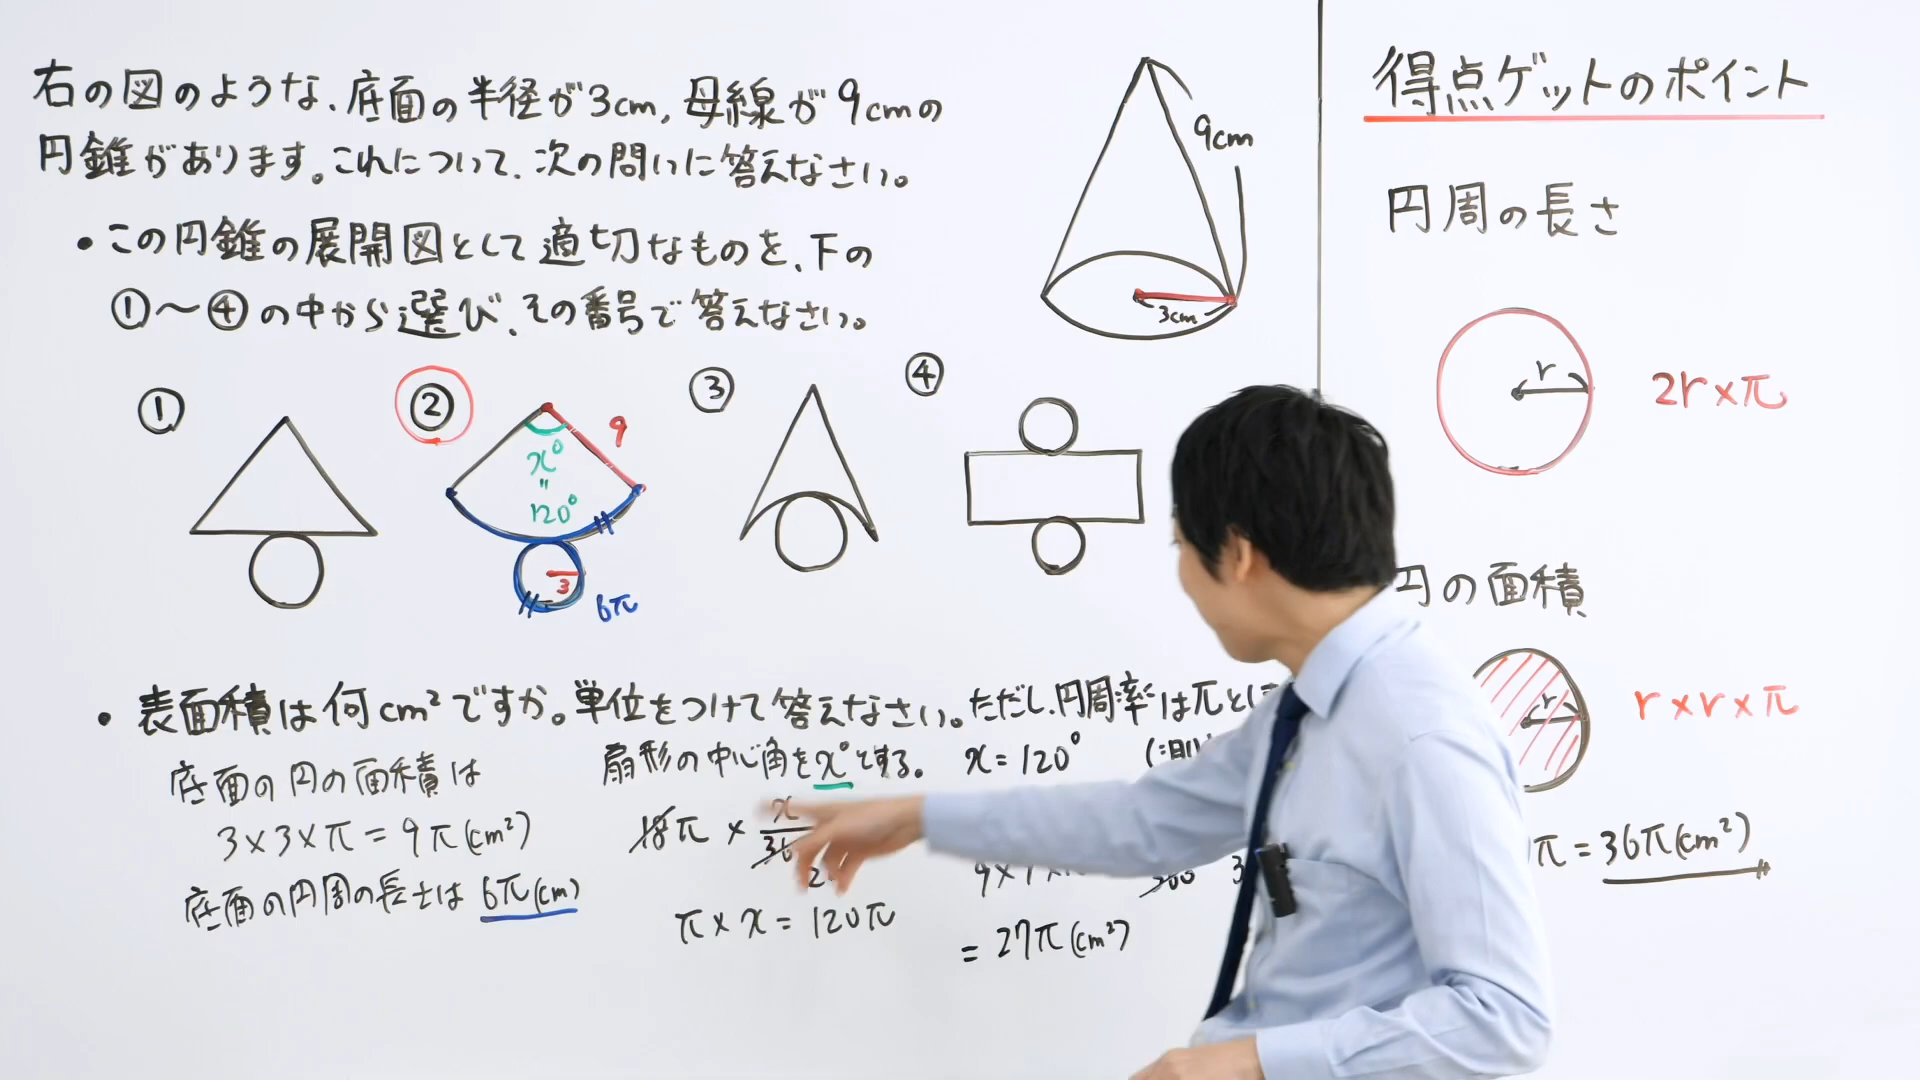 右の図のような、底面の半径が3cm, 母線が9cmの
円錐があります。これについて、次の問いに答えなさい。
• この円錐の展開図として適切なものを、下の
①〜④の中から選び、その番号で答えなさい。
9cm
3cm
①
②
9
x°
〃
120°
3
6π
③
④
• 表面積は何cm²ですか。単位をつけて答えなさい。ただし、円周率はπとし
底面の円の面積は
3×3×π=9π(cm²)
底面の円周の長さは 6π(cm)
扇形の中心角をx°とする。
18π × x
π × x = 120π
x = 120°
= 27π(cm²)
π = 36π(cm²)
得点ゲットのポイント
円周の長さ
r
2r×π
円の面積
r
r×r×π